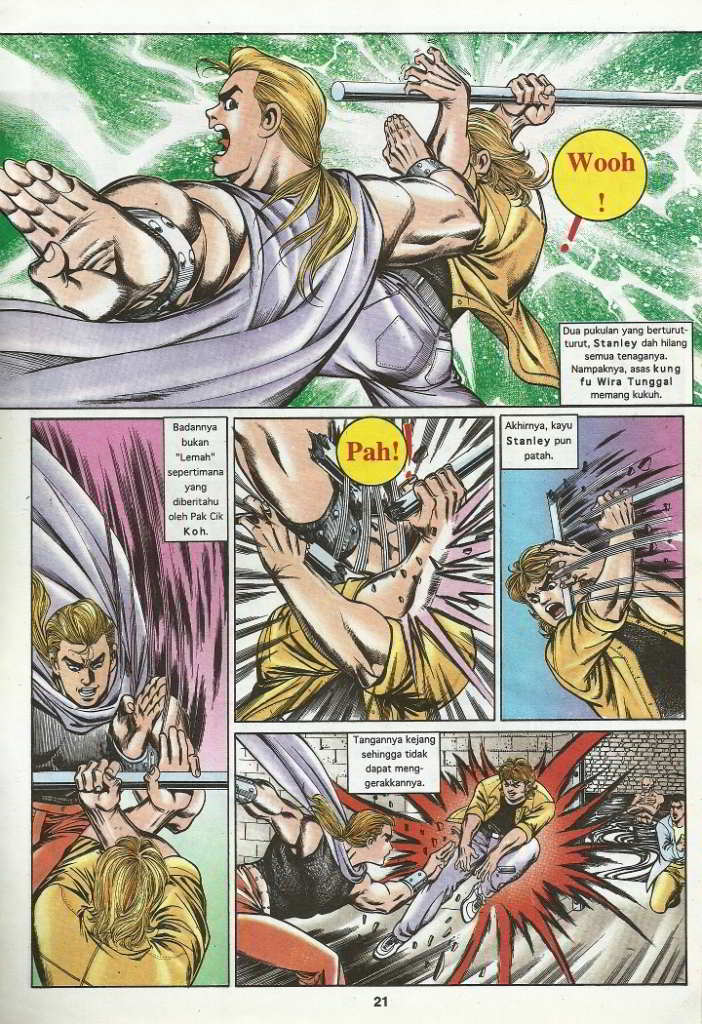 Wooh
!
Dua pukulan yang berturut-
turut, Stanley dah hilang
semua tenaganya.
Nampaknya, asas kung
fu Wira Tunggal
memang kukuh.
Badannya
bukan
"Lemah"
sepertimana
yang
diberitahu
oleh Pak Cik
Koh.
Pah!
Akhirnya, kayu
Stanley pun
patah.
Tangannya kejang
sehingga tidak
dapat meng-
gerakkannya.
21